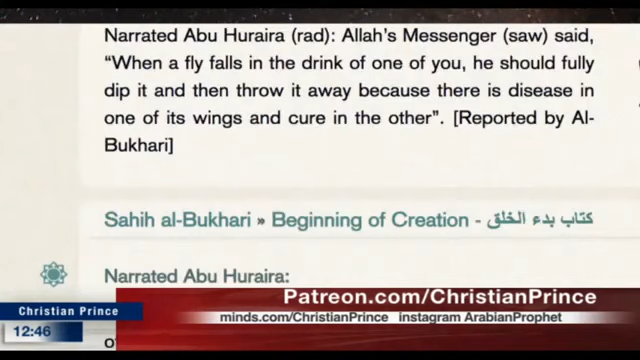 Narrated Abu Huraira (rad): Allah's Messenger (saw) said,
"When a fly falls in the drink of one of you, he should fully
dip it and then throw it away because there is disease in
one of its wings and cure in the other". [Reported by Al-
Bukhari]
Sahih al-Bukhari » Beginning of Creation - كتاب بدء الخلق
Narrated Abu Huraira:
Patreon.com/ChristianPrince
Christian Prince
minds.com/ChristianPrince instagram ArabianProphet
12:46